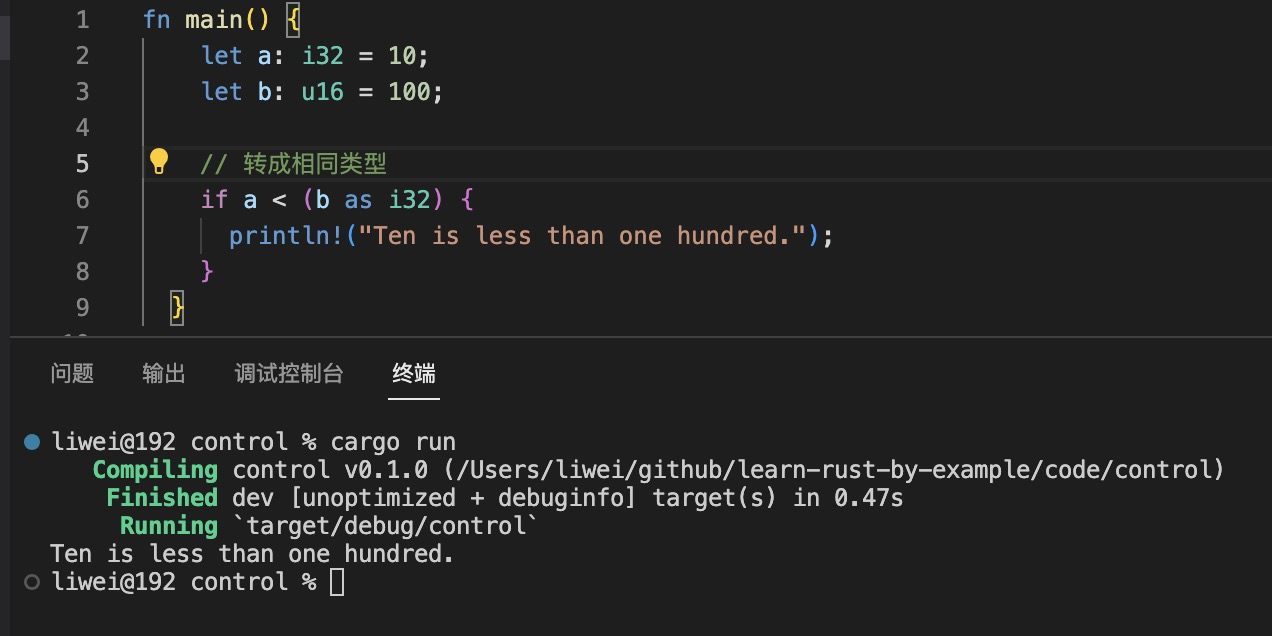 1 fn main() {
2 let a: i32 = 10;
3 let b: u16 = 100;
4
5 // 转成相同类型
6 if a < (b as i32) {
7 println!("Ten is less than one hundred.");
8 }
9 }
问题 输出 调试控制台 终端
liwei@192 control % cargo run
Compiling control v0.1.0 (/Users/liwei/github/learn-rust-by-example/code/control)
Finished dev [unoptimized + debuginfo] target(s) in 0.47s
Running `target/debug/control`
Ten is less than one hundred.
liwei@192 control %